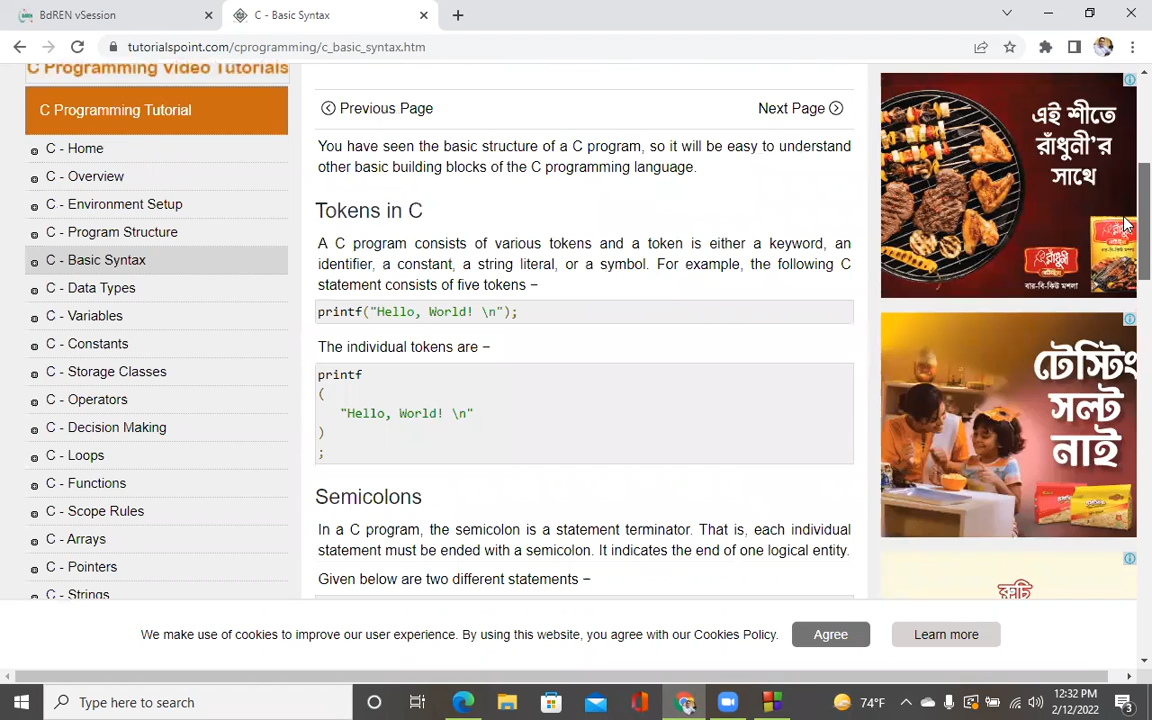 BdREN vSession
C - Basic Syntax
tutorialspoint.com/cprogramming/c_basic_syntax.htm
C Programming Video Tutorials
C Programming Tutorial
C - Home
C - Overview
C - Environment Setup
C - Program Structure
C - Basic Syntax
C - Data Types
C - Variables
C - Constants
C - Storage Classes
C - Operators
C - Decision Making
C - Loops
C - Functions
C - Scope Rules
C - Arrays
C - Pointers
C - Strings
Previous Page
Next Page
You have seen the basic structure of a C program, so it will be easy to understand
other basic building blocks of the C programming language.
Tokens in C
A C program consists of various tokens and a token is either a keyword, an
identifier, a constant, a string literal, or a symbol. For example, the following C
statement consists of five tokens −
printf("Hello, World! \n");
The individual tokens are −
printf
(
"Hello, World! \n"
)
;
Semicolons
In a C program, the semicolon is a statement terminator. That is, each individual
statement must be ended with a semicolon. It indicates the end of one logical entity.
Given below are two different statements −
এই শীতে
রাঁধুনী'র
সাথে
রাঁধুনী
বার-বি-কিউ মশলা
টেস্টিং
সল্ট
নাই
রুচি
We make use of cookies to improve our user experience. By using this website, you agree with our Cookies Policy.
Agree
Learn more
Type here to search
74°F
12:32 PM
2/12/2022
3